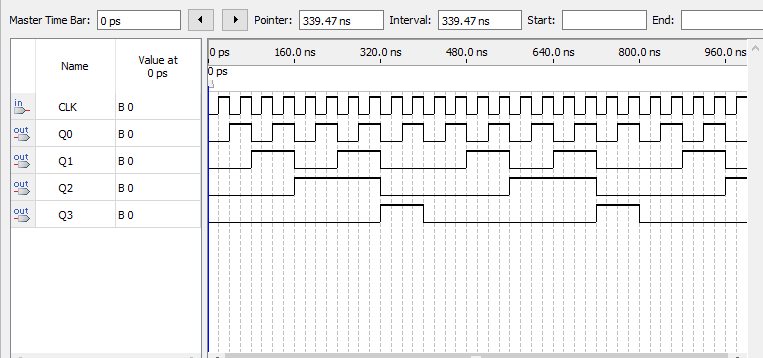 Master Time Bar: 0 ps Pointer: 339.47 ns Interval: 339.47 ns Start: End:
Name Value at 0 ps
0 ps 160.0 ns 320.0 ns 480.0 ns 640.0 ns 800.0 ns 960.0 ns
0 ps
in CLK B 0
out Q0 B 0
out Q1 B 0
out Q2 B 0
out Q3 B 0